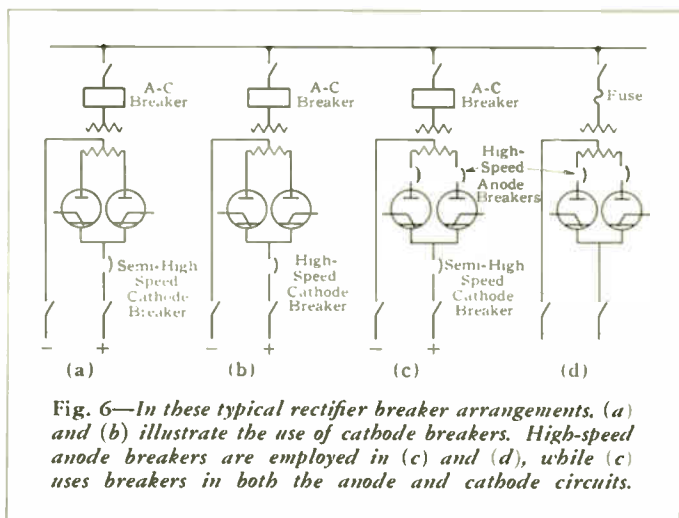 A-C
Breaker
A-C
Breaker
A-C
Breaker
Fuse
High-
Speed
Anode
Breakers
Semi-High
Speed
Cathode
Breaker
High-
Speed
Cathode
Breaker
Semi-High
Speed
Cathode
Breaker
− +
− +
− +
(a) (b) (c) (d)
Fig. 6—In these typical rectifier breaker arrangements, (a)
and (b) illustrate the use of cathode breakers. High-speed
anode breakers are employed in (c) and (d), while (c)
uses breakers in both the anode and cathode circuits.